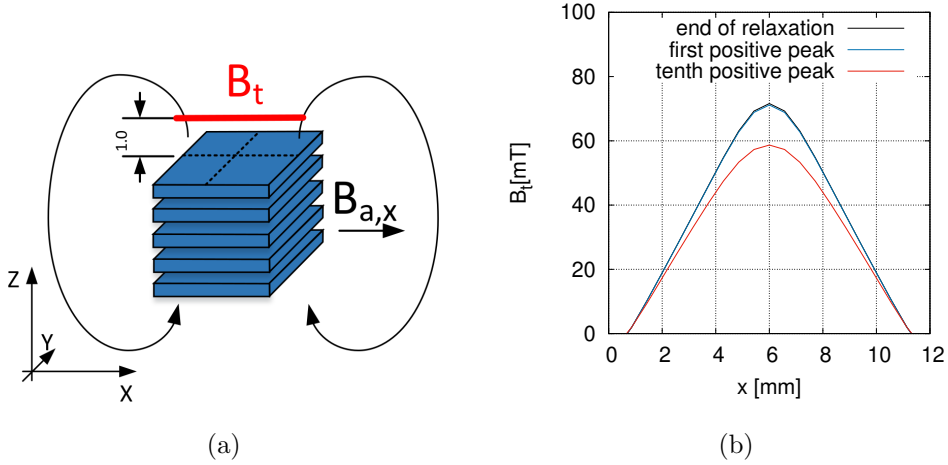 B_t
1.0
B_a,x
Z
Y
X
(a)
100
80
60
40
20
0
B_t[mT]
end of relaxation
first positive peak
tenth positive peak
0 2 4 6 8 10 12
x [mm]
(b)